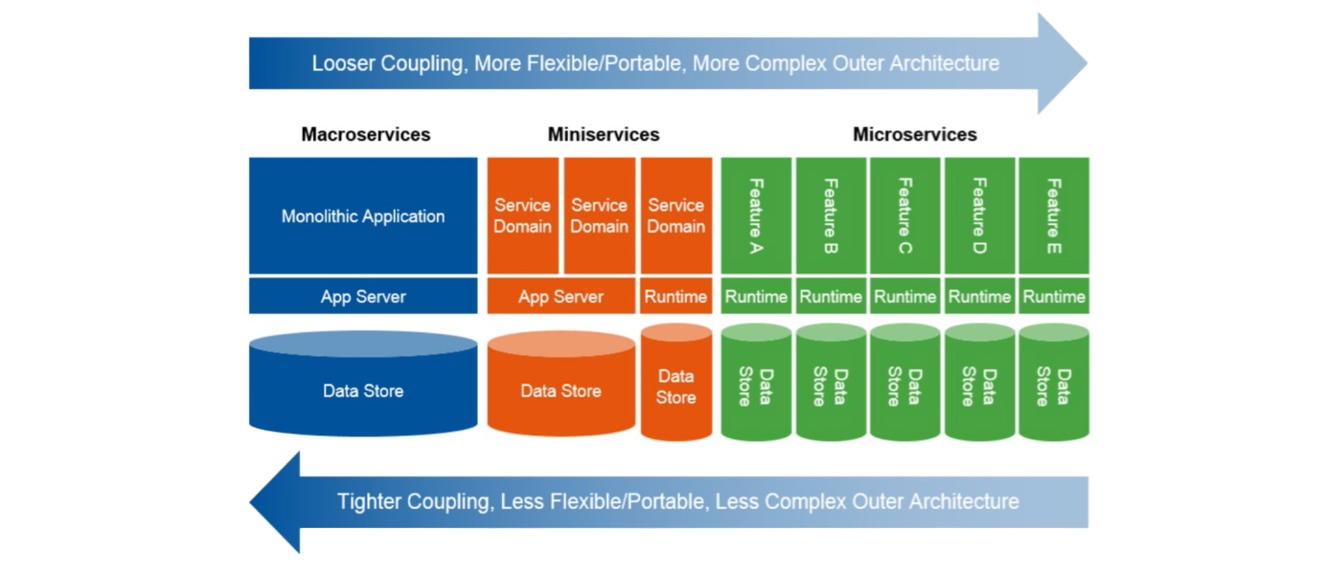 Looser Coupling, More Flexible/Portable, More Complex Outer Architecture
Macroservices
Miniservices
Microservices
Monolithic Application
Service
Domain
Service
Domain
Service
Domain
Feature A
Feature B
Feature C
Feature D
Feature E
App Server
App Server
Runtime
Runtime
Runtime
Runtime
Runtime
Runtime
Data Store
Data Store
Data
Store
Data
Store
Data
Store
Data
Store
Data
Store
Data
Store
Tighter Coupling, Less Flexible/Portable, Less Complex Outer Architecture